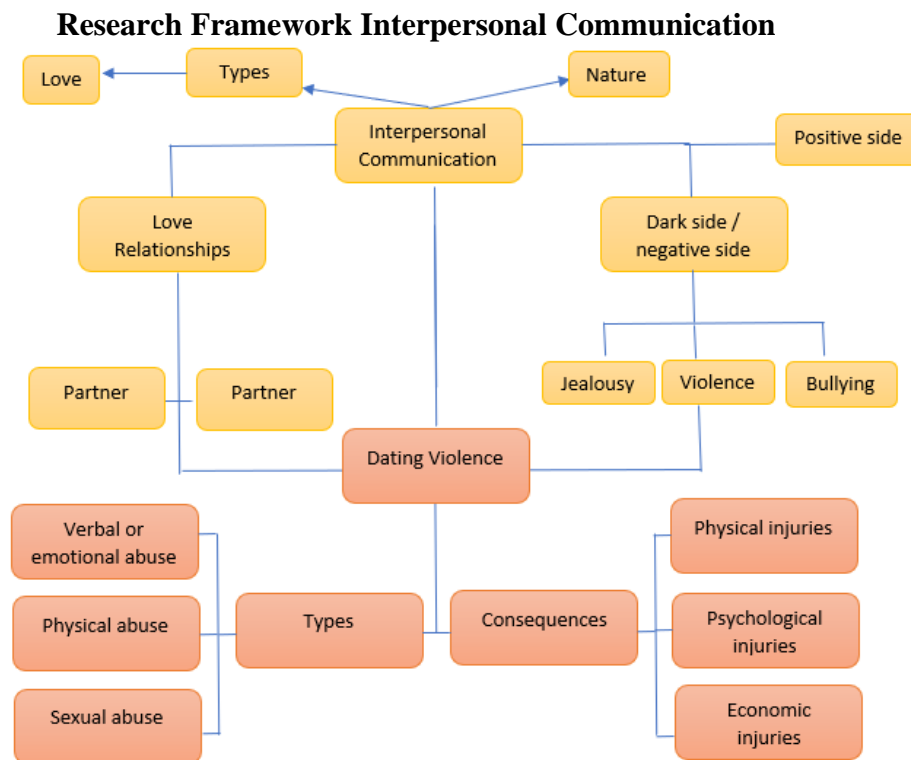 Research Framework Interpersonal Communication
Love
Types
Nature
Interpersonal
Communication
Positive side
Love
Relationships
Dark side /
negative side
Partner
Partner
Jealousy
Violence
Bullying
Dating Violence
Verbal or
emotional abuse
Physical abuse
Sexual abuse
Types
Consequences
Physical injuries
Psychological
injuries
Economic
injuries